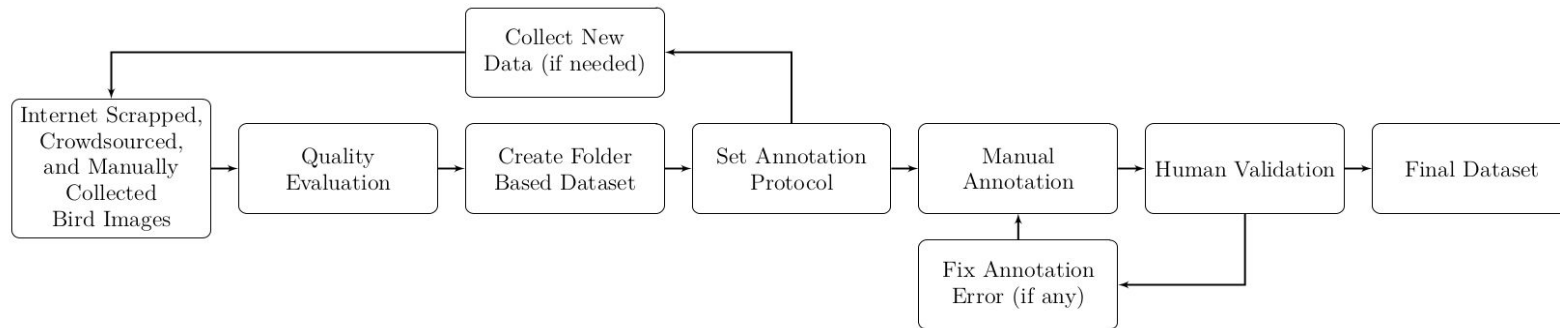 Collect New
Data (if needed)
Internet Scrapped,
Crowdsourced,
and Manually
Collected
Bird Images
Quality
Evaluation
Create Folder
Based Dataset
Set Annotation
Protocol
Manual
Annotation
Human Validation
Final Dataset
Fix Annotation
Error (if any)